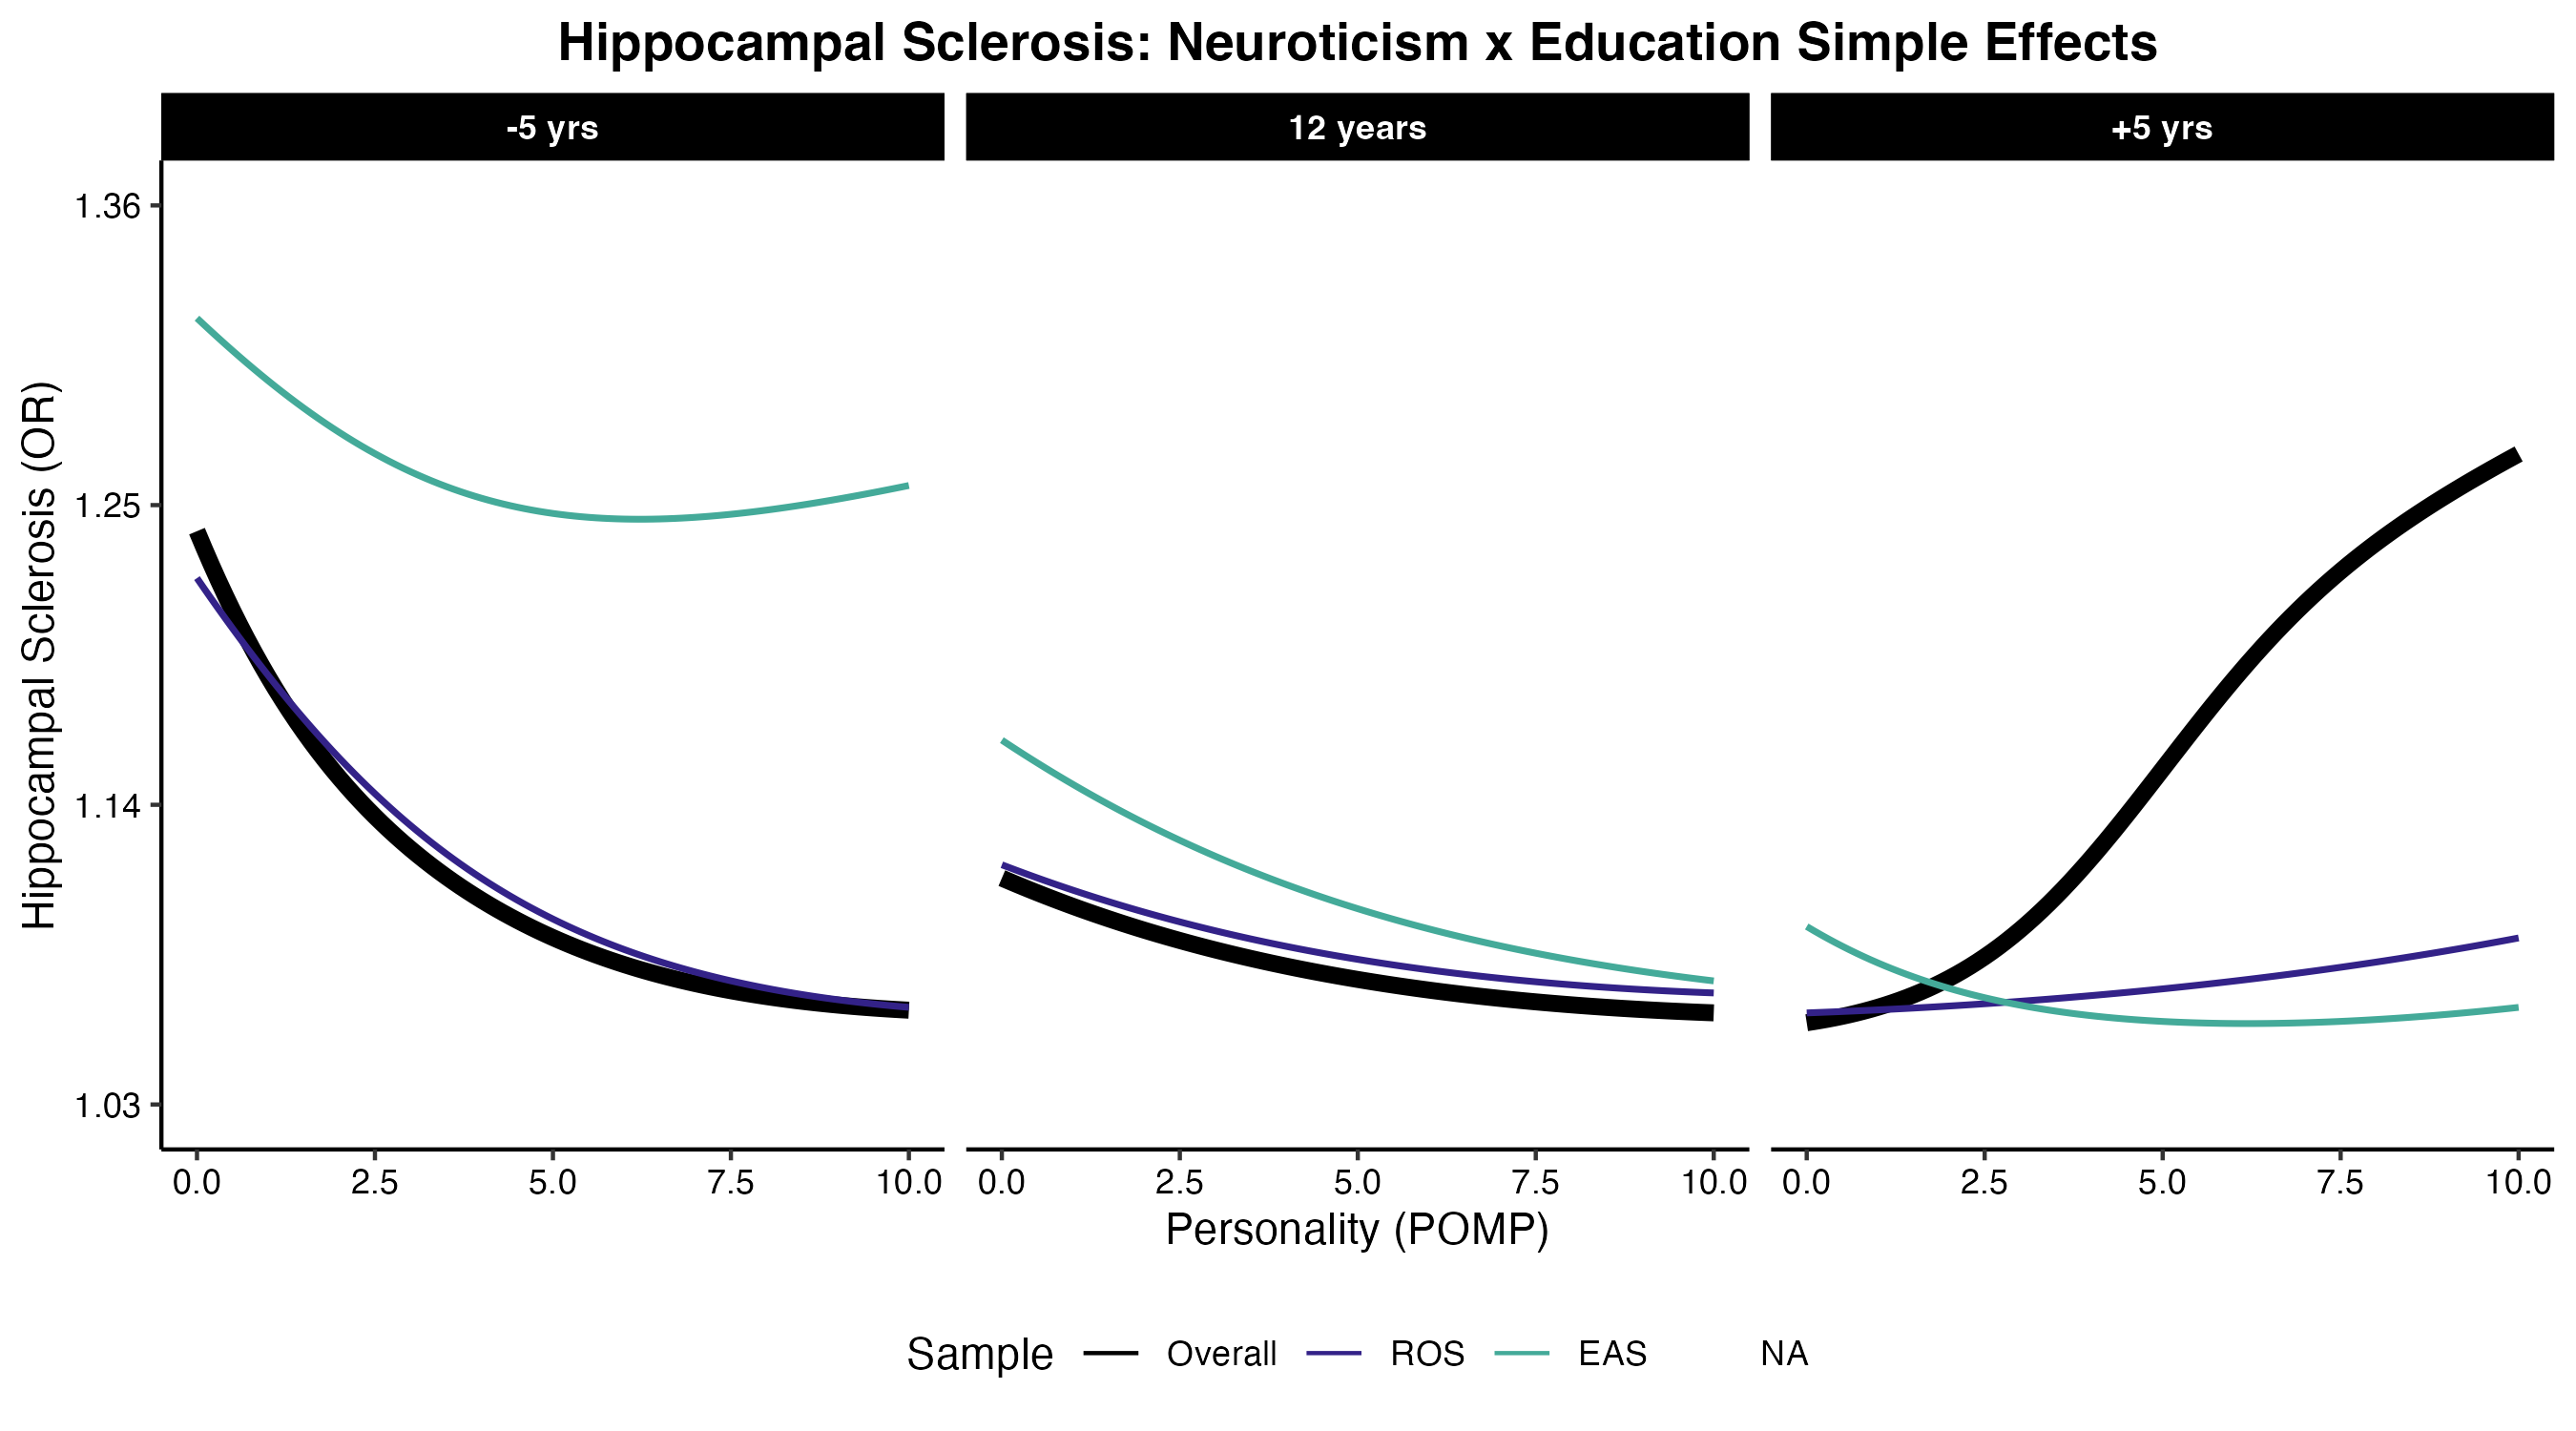 Hippocampal Sclerosis: Neuroticism x Education Simple Effects
-5 yrs 12 years +5 yrs
Hippocampal Sclerosis (OR)
1.36
1.25
1.14
1.03
0.0 2.5 5.0 7.5 10.0 0.0 2.5 5.0 7.5 10.0 0.0 2.5 5.0 7.5 10.0
Personality (POMP)
Sample Overall ROS EAS NA